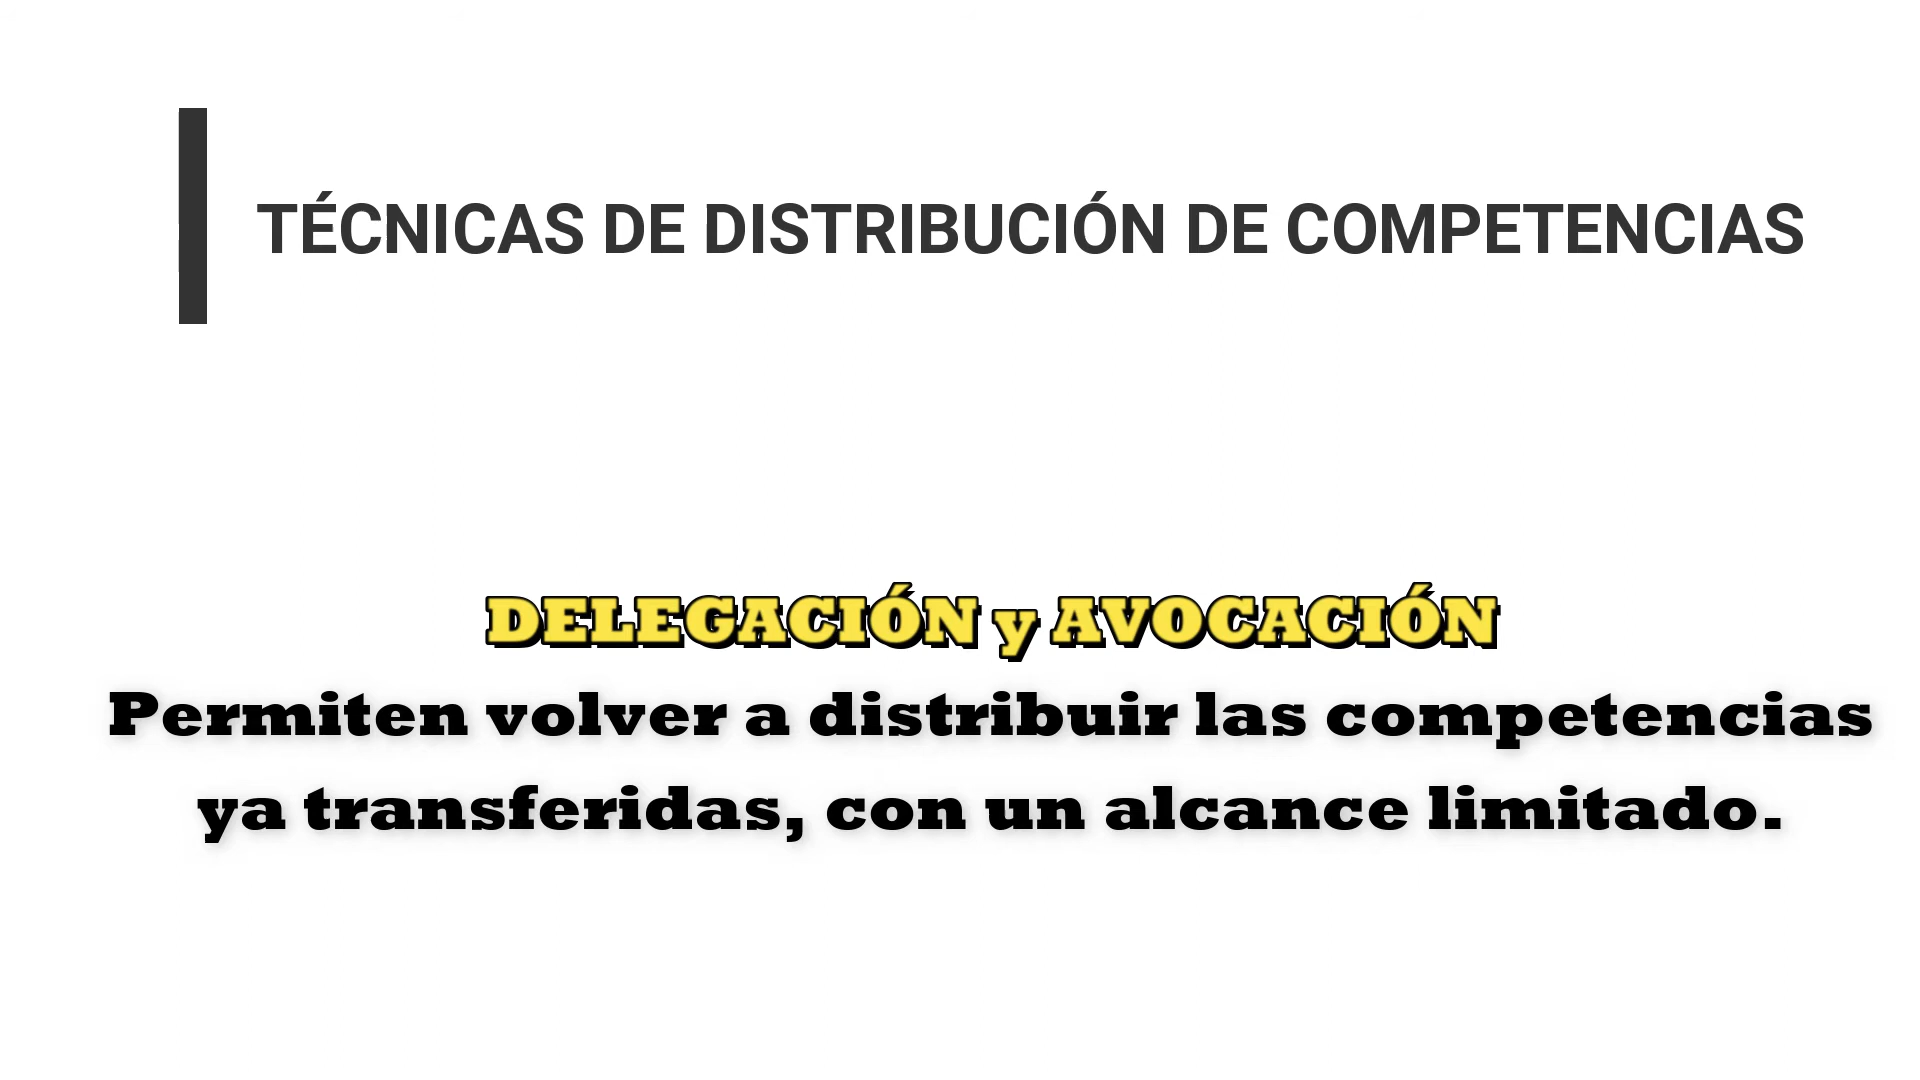 TÉCNICAS DE DISTRIBUCIÓN DE COMPETENCIAS
DELEGACIÓN y AVOCACIÓN
Permiten volver a distribuir las competencias
ya transferidas, con un alcance limitado.